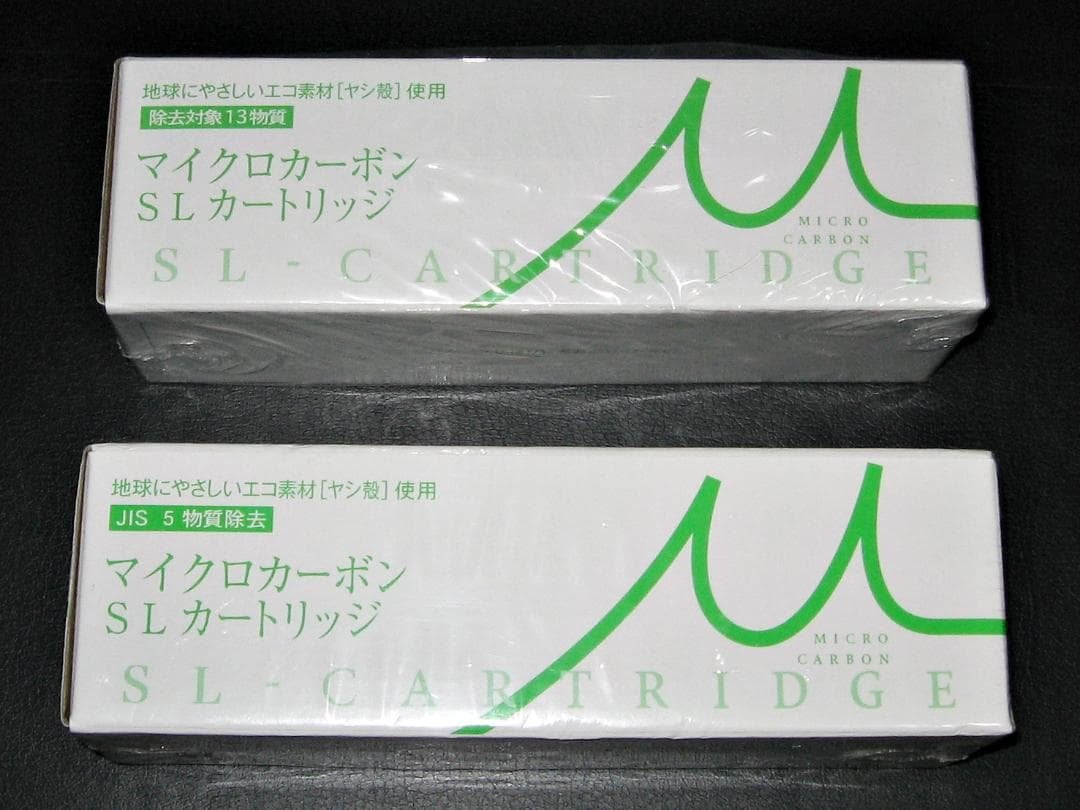 地球にやさしいエコ素材[ヤシ殻]使用
除去対象13物質
マイクロカーボン
SLカートリッジ
MICRO
CARBON
SL-CARTRIDGE
地球にやさしいエコ素材[ヤシ殻]使用
JIS 5 物質除去
マイクロカーボン
SLカートリッジ
MICRO
CARBON
SL-CARTRIDGE